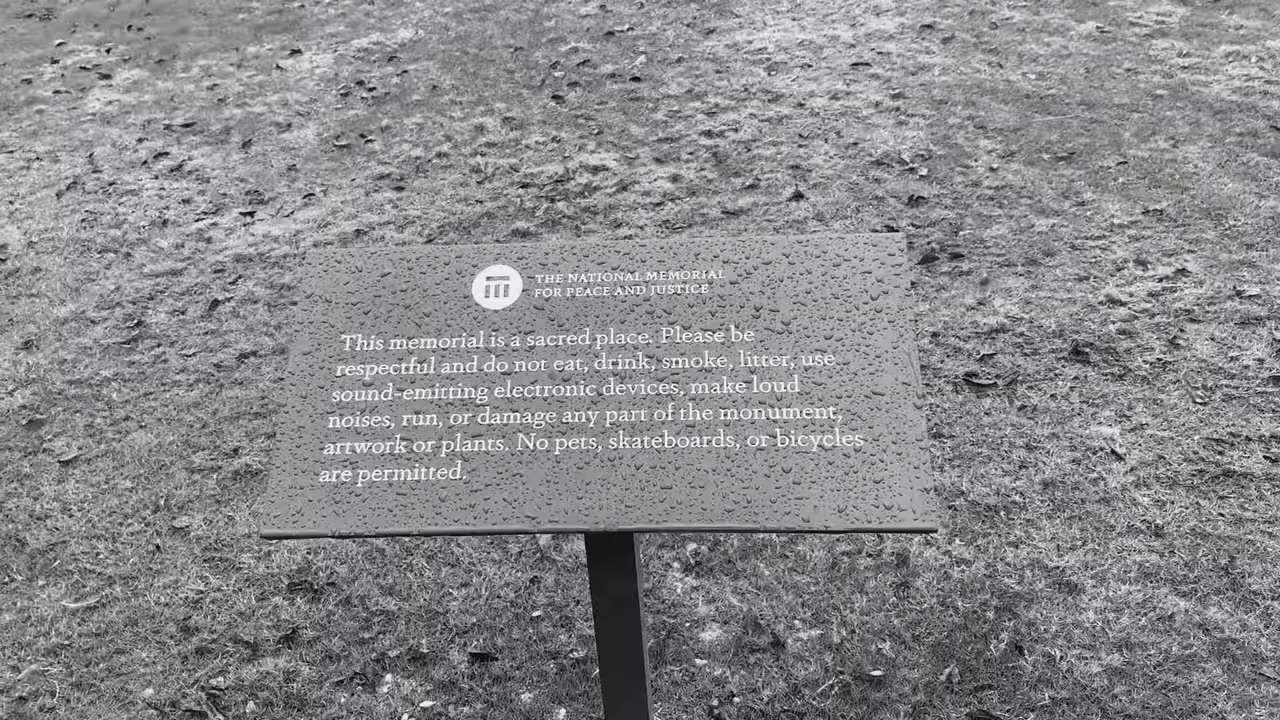 THE NATIONAL MEMORIAL
FOR PEACE AND JUSTICE
This memorial is a sacred place. Please be
respectful and do not eat, drink, smoke, litter, use
sound-emitting electronic devices, make loud
noises, run, or damage any part of the monument,
artwork or plants. No pets, skateboards, or bicycles
are permitted.